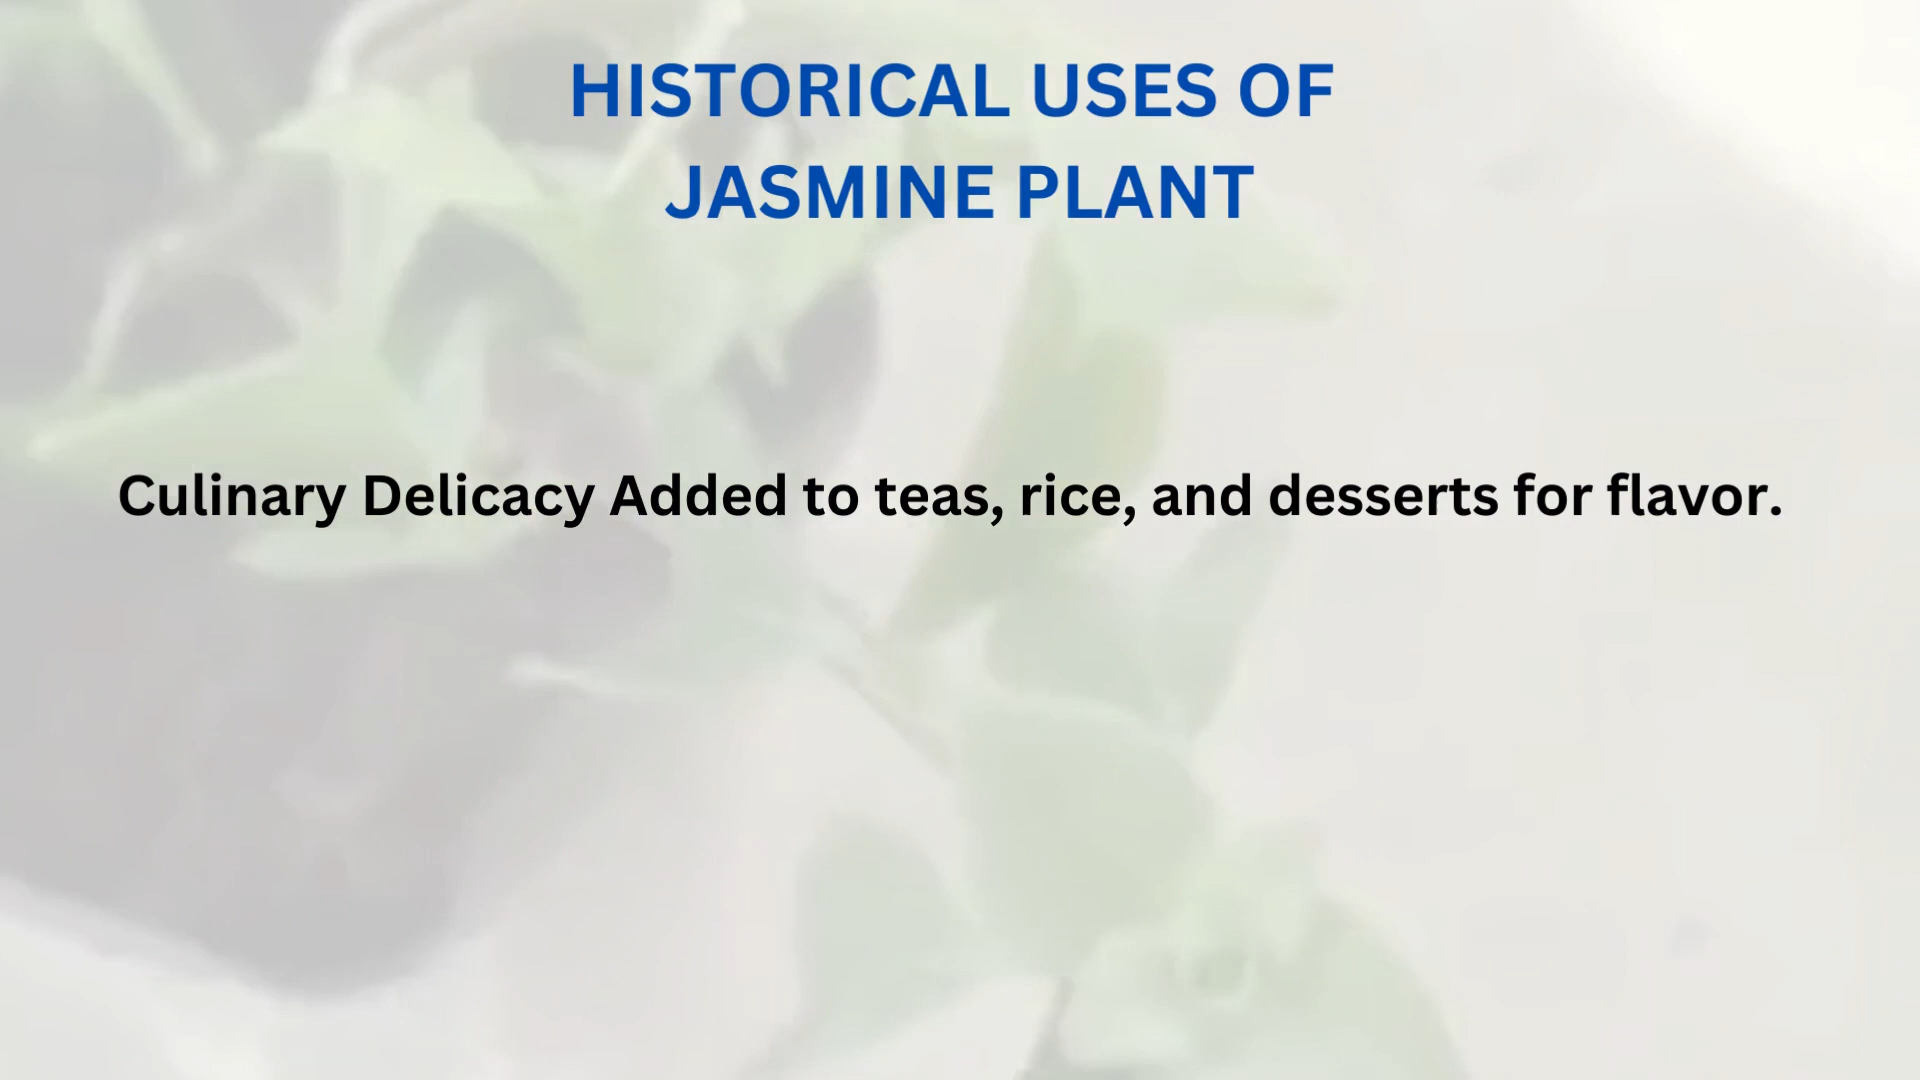 HISTORICAL USES OF
JASMINE PLANT
Culinary Delicacy Added to teas, rice, and desserts for flavor.